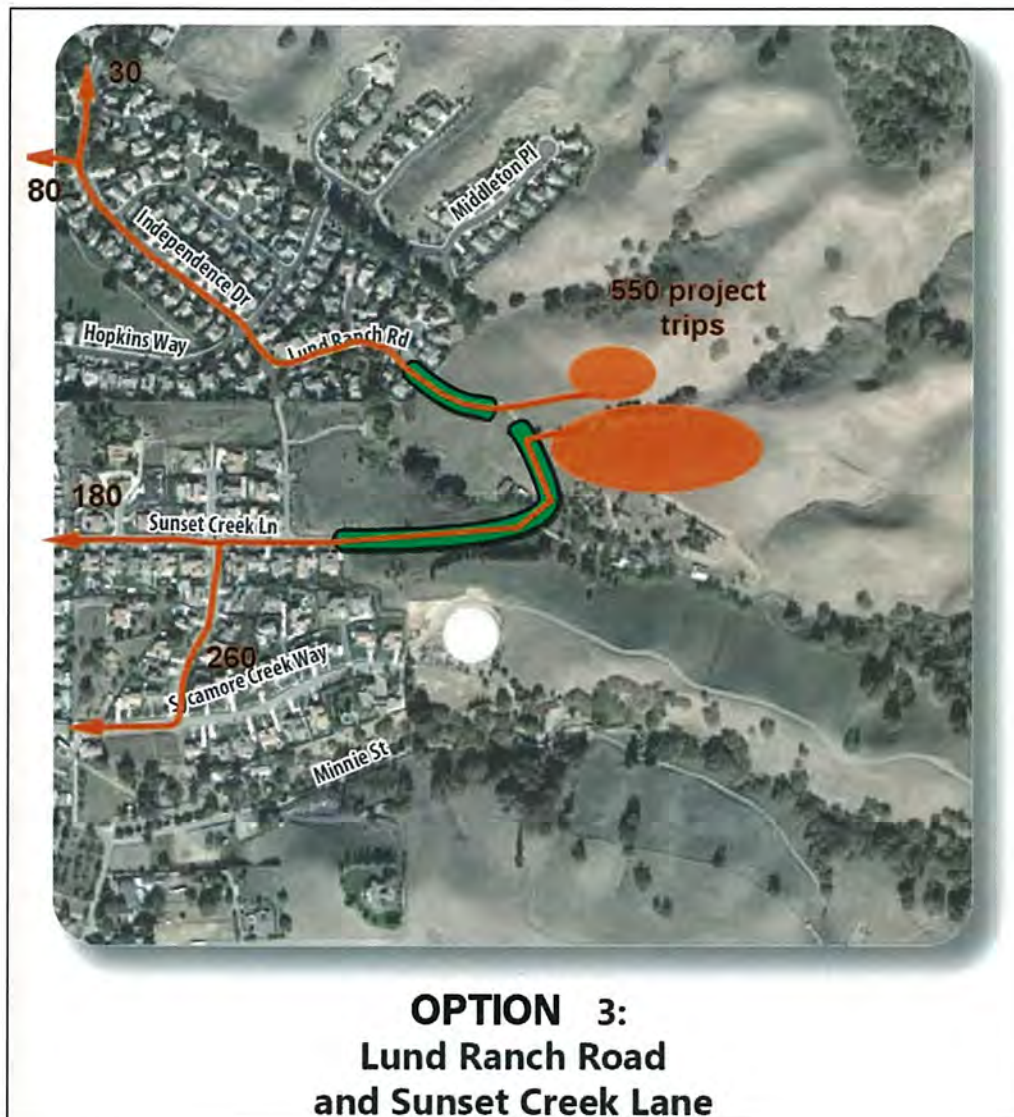 30
80
Independence Dr
Middleton Pl
550 project
trips
Hopkins Way
Lund Ranch Rd
180
Sunset Creek Ln
260
Sycamore Creek Way
Minnie St
OPTION 3:
Lund Ranch Road
and Sunset Creek Lane